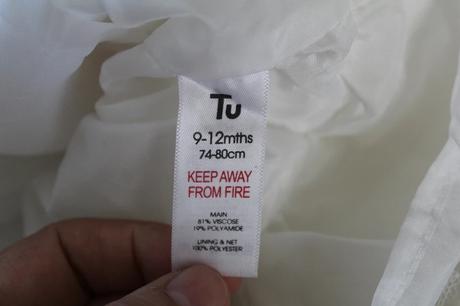 Tu
9-12mths
74-80cm
KEEP AWAY
FROM FIRE
MAIN
81% VISCOSE
19% POLYAMIDE
LINING & NET
100% POLYESTER